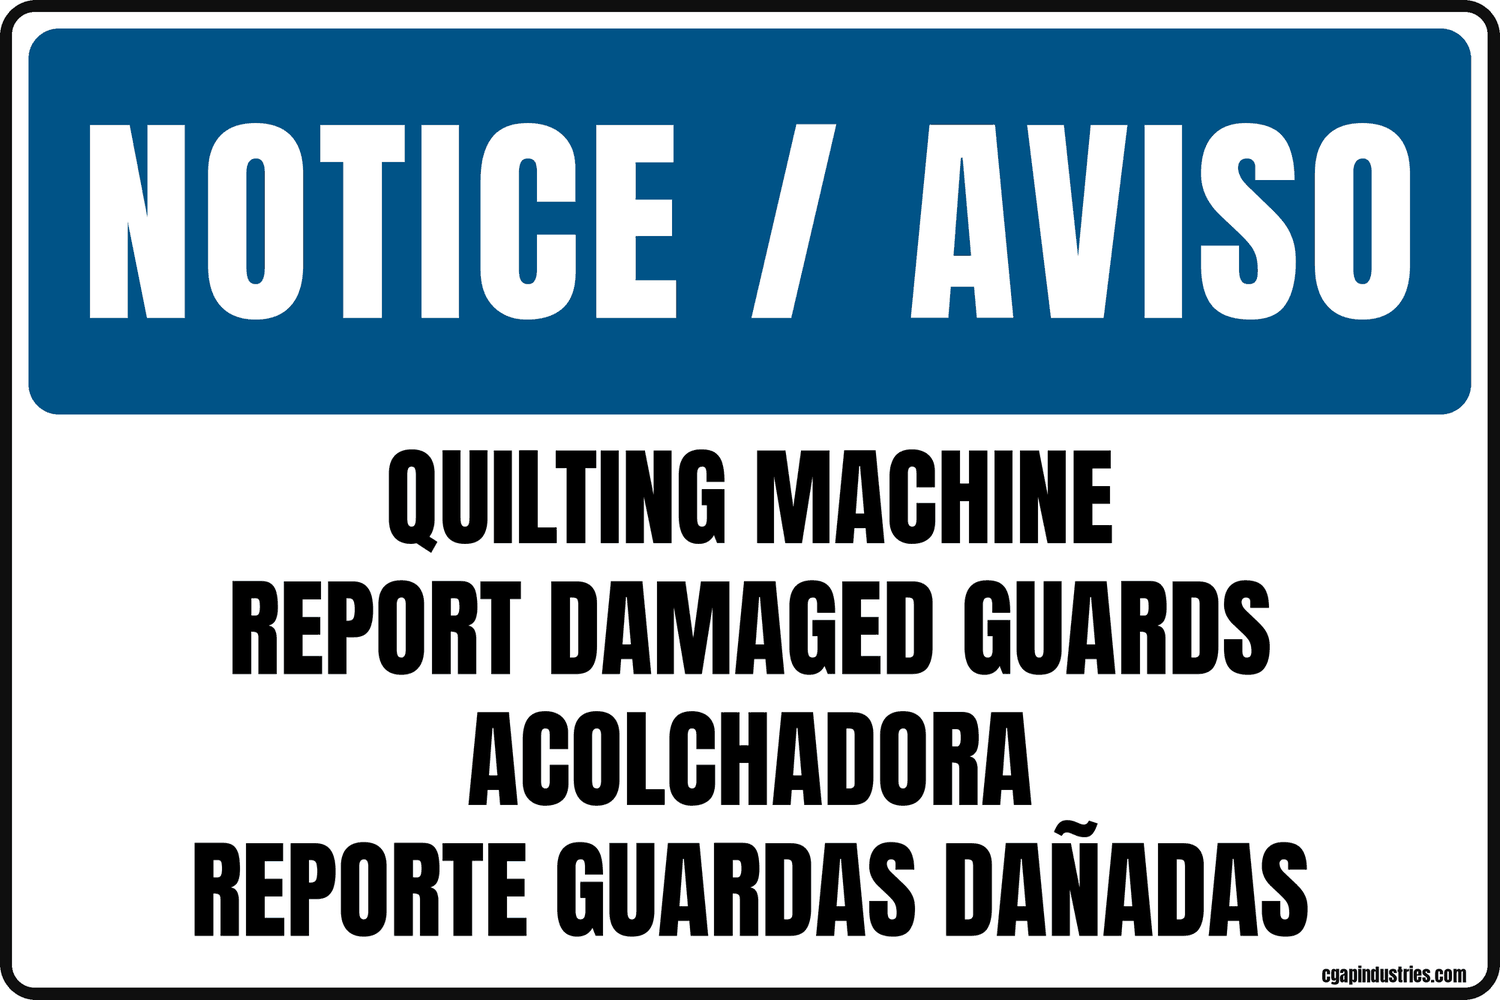 NOTICE / AVISO
QUILTING MACHINE
REPORT DAMAGED GUARDS
ACOLCHADORA
REPORTE GUARDAS DAÑADAS
cgapindustries.com